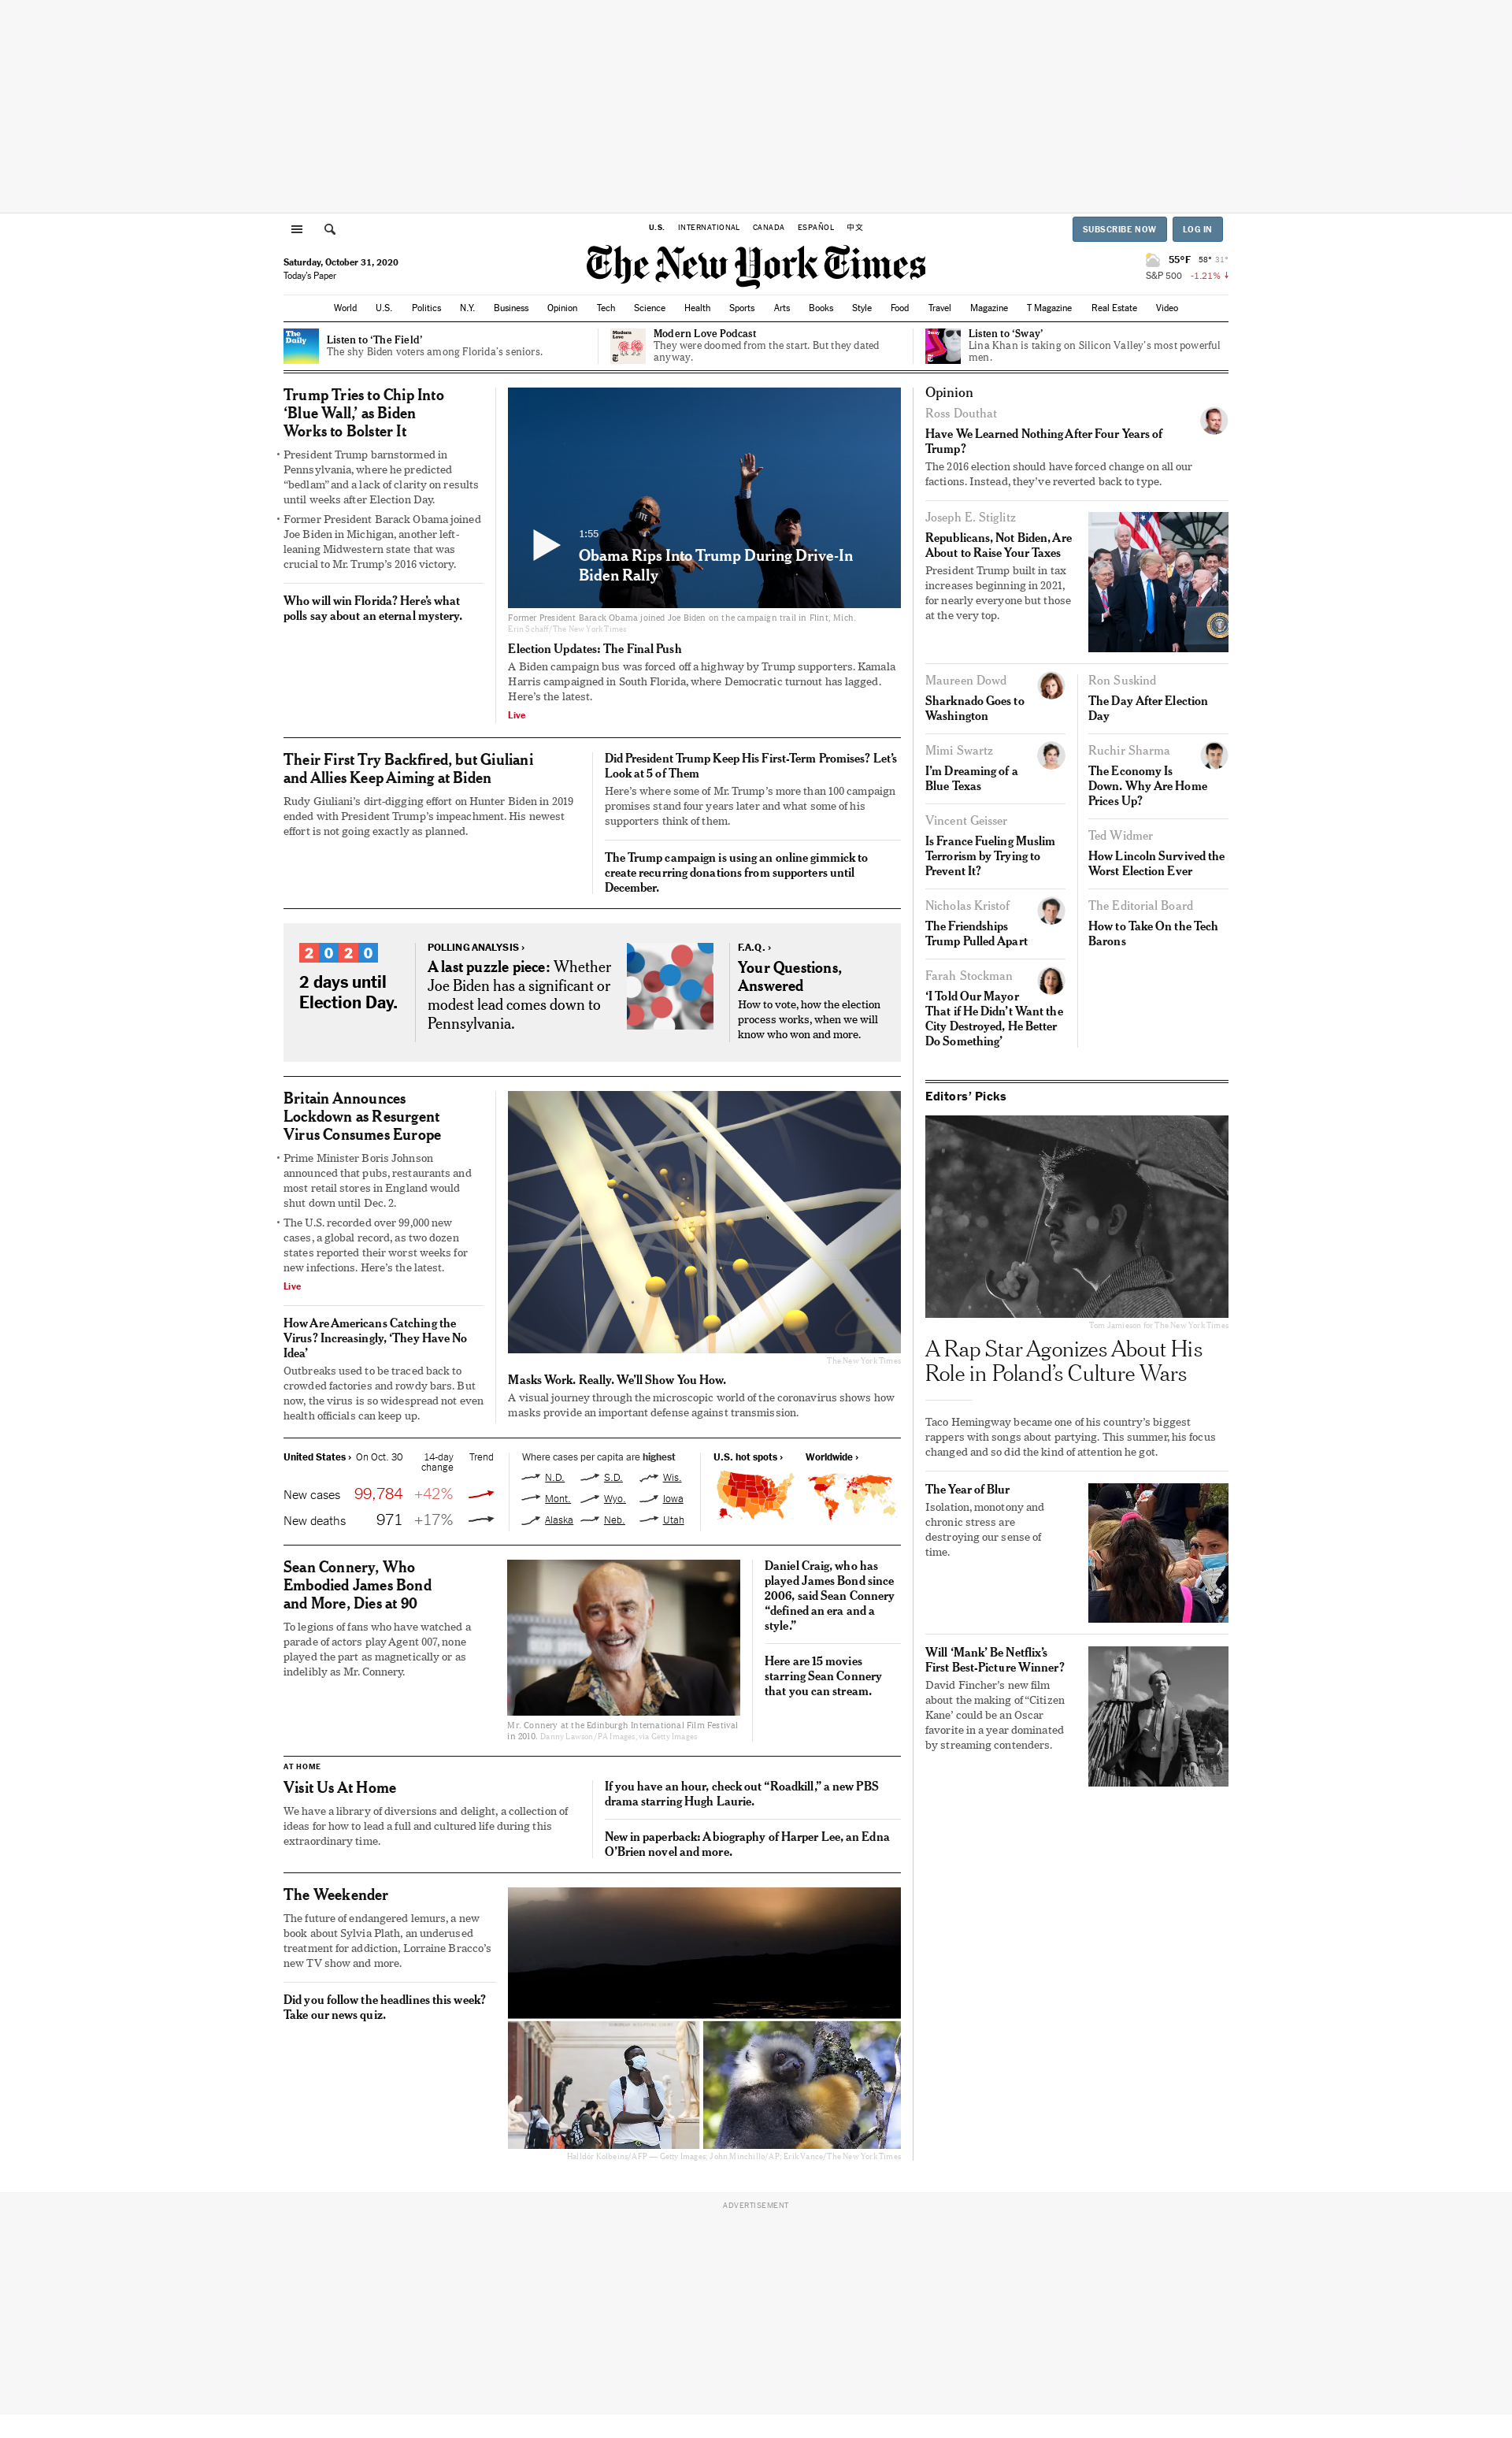 U.S. INTERNATIONAL CANADA ESPAÑOL 中文
SUBSCRIBE NOW LOG IN
Saturday, October 31, 2020
Today's Paper
The New York Times
55°F 58° 31°
S&P 500 -1.21%
World U.S. Politics N.Y. Business Opinion Tech Science Health Sports Arts Books Style Food Travel Magazine T Magazine Real Estate Video
The
Daily
Listen to ‘The Field’
The shy Biden voters among Florida’s seniors.
Modern
Love
Modern Love Podcast
They were doomed from the start. But they dated
anyway.
Sway
Listen to ‘Sway’
Lina Khan is taking on Silicon Valley’s most powerful
men.
Trump Tries to Chip Into
‘Blue Wall,’ as Biden
Works to Bolster It
• President Trump barnstormed in
Pennsylvania, where he predicted
“bedlam” and a lack of clarity on results
until weeks after Election Day.
• Former President Barack Obama joined
Joe Biden in Michigan, another left-
leaning Midwestern state that was
crucial to Mr. Trump’s 2016 victory.
Who will win Florida? Here’s what
polls say about an eternal mystery.
1:55
Obama Rips Into Trump During Drive-In
Biden Rally
Former President Barack Obama joined Joe Biden on the campaign trail in Flint, Mich.
Erin Schaff/The New York Times
Election Updates: The Final Push
A Biden campaign bus was forced off a highway by Trump supporters. Kamala
Harris campaigned in South Florida, where Democratic turnout has lagged.
Here’s the latest.
Live
Their First Try Backfired, but Giuliani
and Allies Keep Aiming at Biden
Rudy Giuliani’s dirt-digging effort on Hunter Biden in 2019
ended with President Trump’s impeachment. His newest
effort is not going exactly as planned.
Did President Trump Keep His First-Term Promises? Let’s
Look at 5 of Them
Here’s where some of Mr. Trump’s more than 100 campaign
promises stand four years later and what some of his
supporters think of them.
The Trump campaign is using an online gimmick to
create recurring donations from supporters until
December.
2020
2 days until
Election Day.
POLLING ANALYSIS ›
A last puzzle piece: Whether
Joe Biden has a significant or
modest lead comes down to
Pennsylvania.
F.A.Q. ›
Your Questions,
Answered
How to vote, how the election
process works, when we will
know who won and more.
Britain Announces
Lockdown as Resurgent
Virus Consumes Europe
• Prime Minister Boris Johnson
announced that pubs, restaurants and
most retail stores in England would
shut down until Dec. 2.
• The U.S. recorded over 99,000 new
cases, a global record, as two dozen
states reported their worst weeks for
new infections. Here’s the latest.
Live
How Are Americans Catching the
Virus? Increasingly, ‘They Have No
Idea’
Outbreaks used to be traced back to
crowded factories and rowdy bars. But
now, the virus is so widespread not even
health officials can keep up.
The New York Times
Masks Work. Really. We’ll Show You How.
A visual journey through the microscopic world of the coronavirus shows how
masks provide an important defense against transmission.
United States › On Oct. 30 14-day
change Trend
New cases 99,784 +42%
New deaths 971 +17%
Where cases per capita are highest
N.D. S.D. Wis.
Mont. Wyo. Iowa
Alaska Neb. Utah
U.S. hot spots › Worldwide ›
Sean Connery, Who
Embodied James Bond
and More, Dies at 90
To legions of fans who have watched a
parade of actors play Agent 007, none
played the part as magnetically or as
indelibly as Mr. Connery.
Mr. Connery at the Edinburgh International Film Festival
in 2010. Danny Lawson/PA Images, via Getty Images
Daniel Craig, who has
played James Bond since
2006, said Sean Connery
“defined an era and a
style.”
Here are 15 movies
starring Sean Connery
that you can stream.
AT HOME
Visit Us At Home
We have a library of diversions and delight, a collection of
ideas for how to lead a full and cultured life during this
extraordinary time.
If you have an hour, check out “Roadkill,” a new PBS
drama starring Hugh Laurie.
New in paperback: A biography of Harper Lee, an Edna
O’Brien novel and more.
The Weekender
The future of endangered lemurs, a new
book about Sylvia Plath, an underused
treatment for addiction, Lorraine Bracco’s
new TV show and more.
Did you follow the headlines this week?
Take our news quiz.
Halldór Kolbeins/AFP — Getty Images; John Minchillo/AP; Erik Vance/The New York Times
Opinion
Ross Douthat
Have We Learned Nothing After Four Years of
Trump?
The 2016 election should have forced change on all our
factions. Instead, they’ve reverted back to type.
Joseph E. Stiglitz
Republicans, Not Biden, Are
About to Raise Your Taxes
President Trump built in tax
increases beginning in 2021,
for nearly everyone but those
at the very top.
Maureen Dowd
Sharknado Goes to
Washington
Mimi Swartz
I’m Dreaming of a
Blue Texas
Vincent Geisser
Is France Fueling Muslim
Terrorism by Trying to
Prevent It?
Nicholas Kristof
The Friendships
Trump Pulled Apart
Farah Stockman
‘I Told Our Mayor
That if He Didn’t Want the
City Destroyed, He Better
Do Something’
Ron Suskind
The Day After Election
Day
Ruchir Sharma
The Economy Is
Down. Why Are Home
Prices Up?
Ted Widmer
How Lincoln Survived the
Worst Election Ever
The Editorial Board
How to Take On the Tech
Barons
Editors’ Picks
Tom Jamieson for The New York Times
A Rap Star Agonizes About His
Role in Poland’s Culture Wars
Taco Hemingway became one of his country’s biggest
rappers with songs about partying. This summer, his focus
changed and so did the kind of attention he got.
The Year of Blur
Isolation, monotony and
chronic stress are
destroying our sense of
time.
Will ‘Mank’ Be Netflix’s
First Best-Picture Winner?
David Fincher’s new film
about the making of “Citizen
Kane’ could be an Oscar
favorite in a year dominated
by streaming contenders.
ADVERTISEMENT